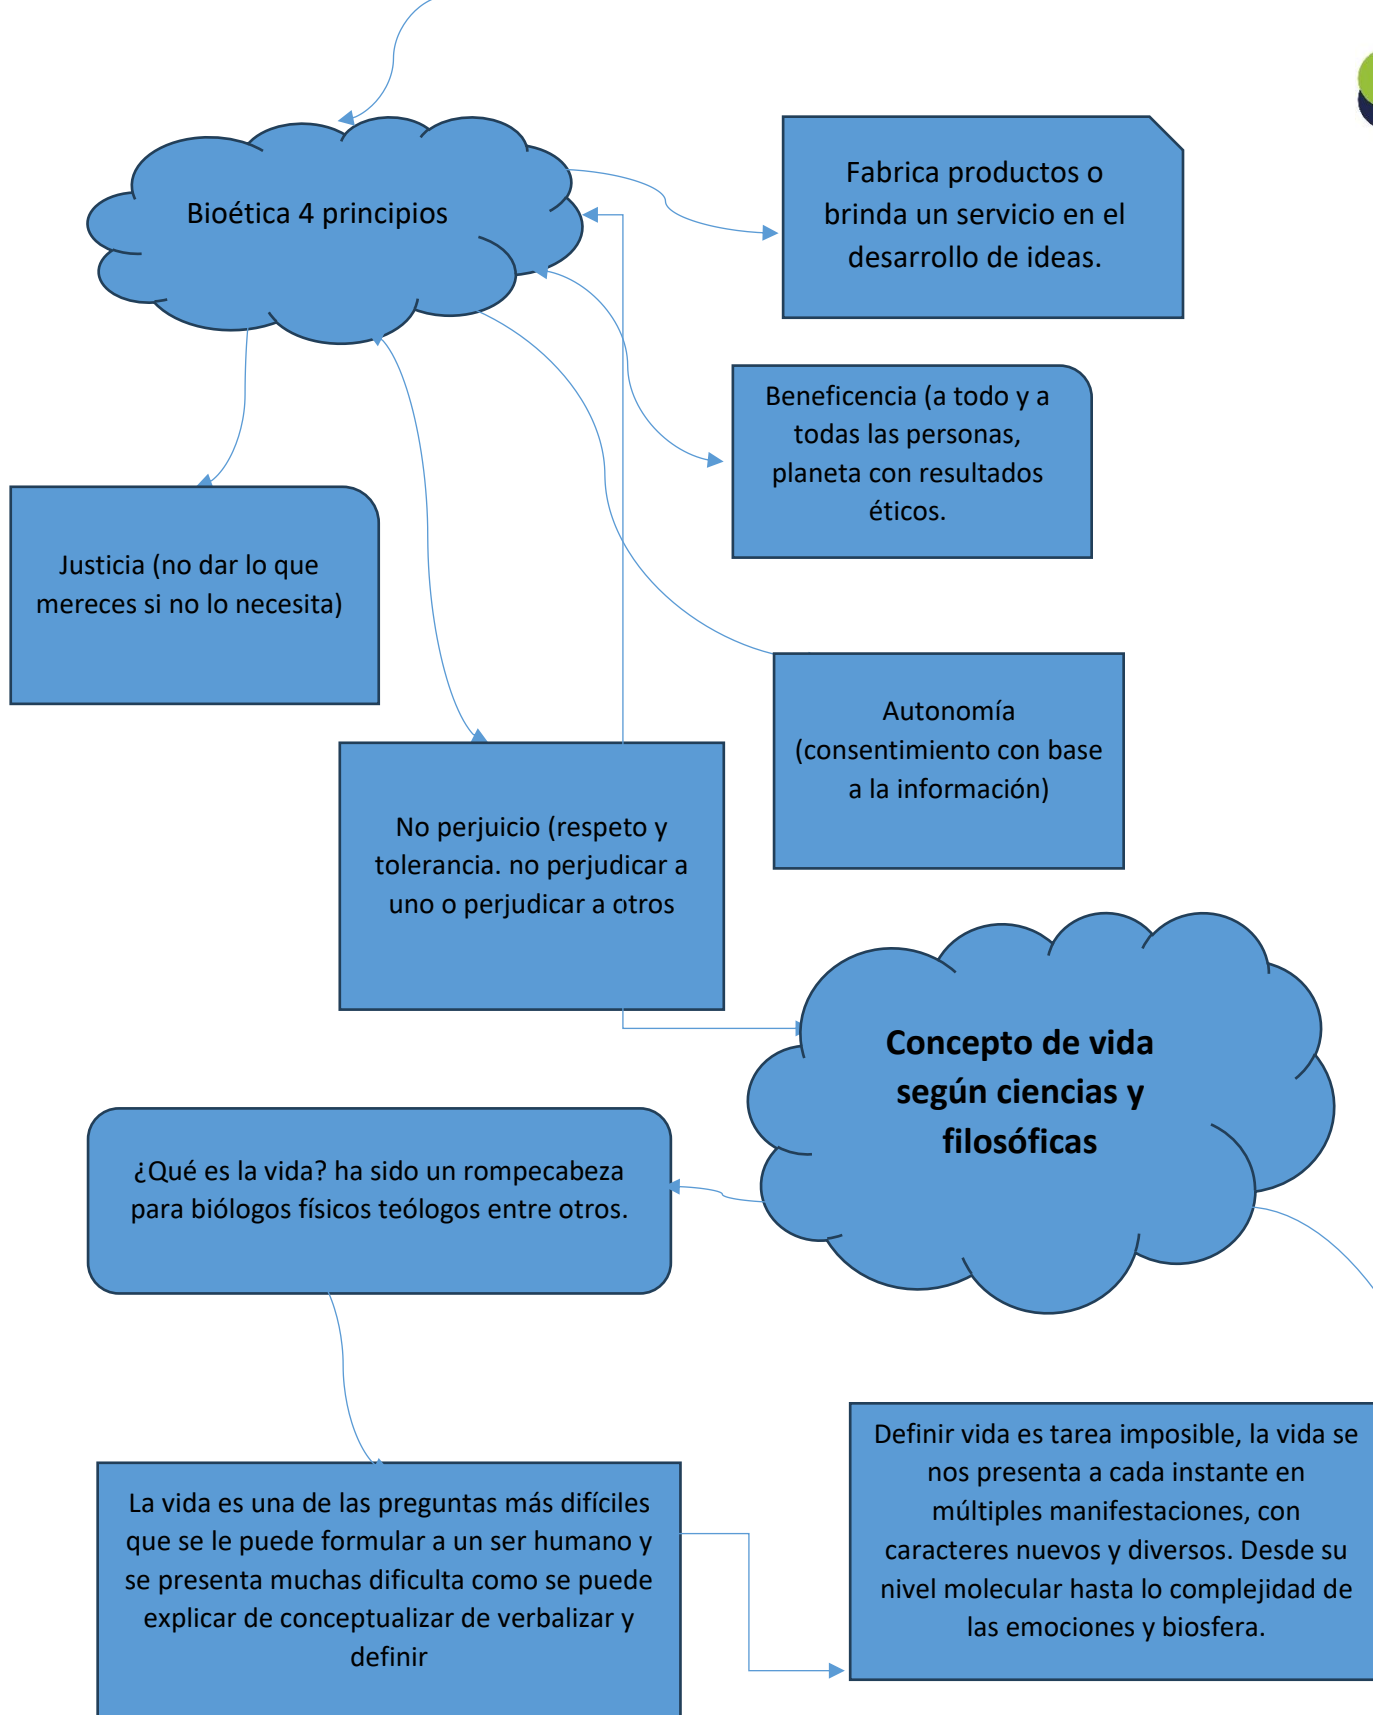 Bioética 4 principios
Fabrica productos o
brinda un servicio en el
desarrollo de ideas.
Beneficencia (a todo y a
todas las personas,
planeta con resultados
éticos.
Justicia (no dar lo que
mereces si no lo necesita)
Autonomía
(consentimiento con base
a la información)
No perjuicio (respeto y
tolerancia. no perjudicar a
uno o perjudicar a otros
Concepto de vida
según ciencias y
filosóficas
¿Qué es la vida? ha sido un rompecabeza
para biólogos físicos teólogos entre otros.
La vida es una de las preguntas más difíciles
que se le puede formular a un ser humano y
se presenta muchas dificulta como se puede
explicar de conceptualizar de verbalizar y
definir
Definir vida es tarea imposible, la vida se
nos presenta a cada instante en
múltiples manifestaciones, con
caracteres nuevos y diversos. Desde su
nivel molecular hasta lo complejidad de
las emociones y biosfera.